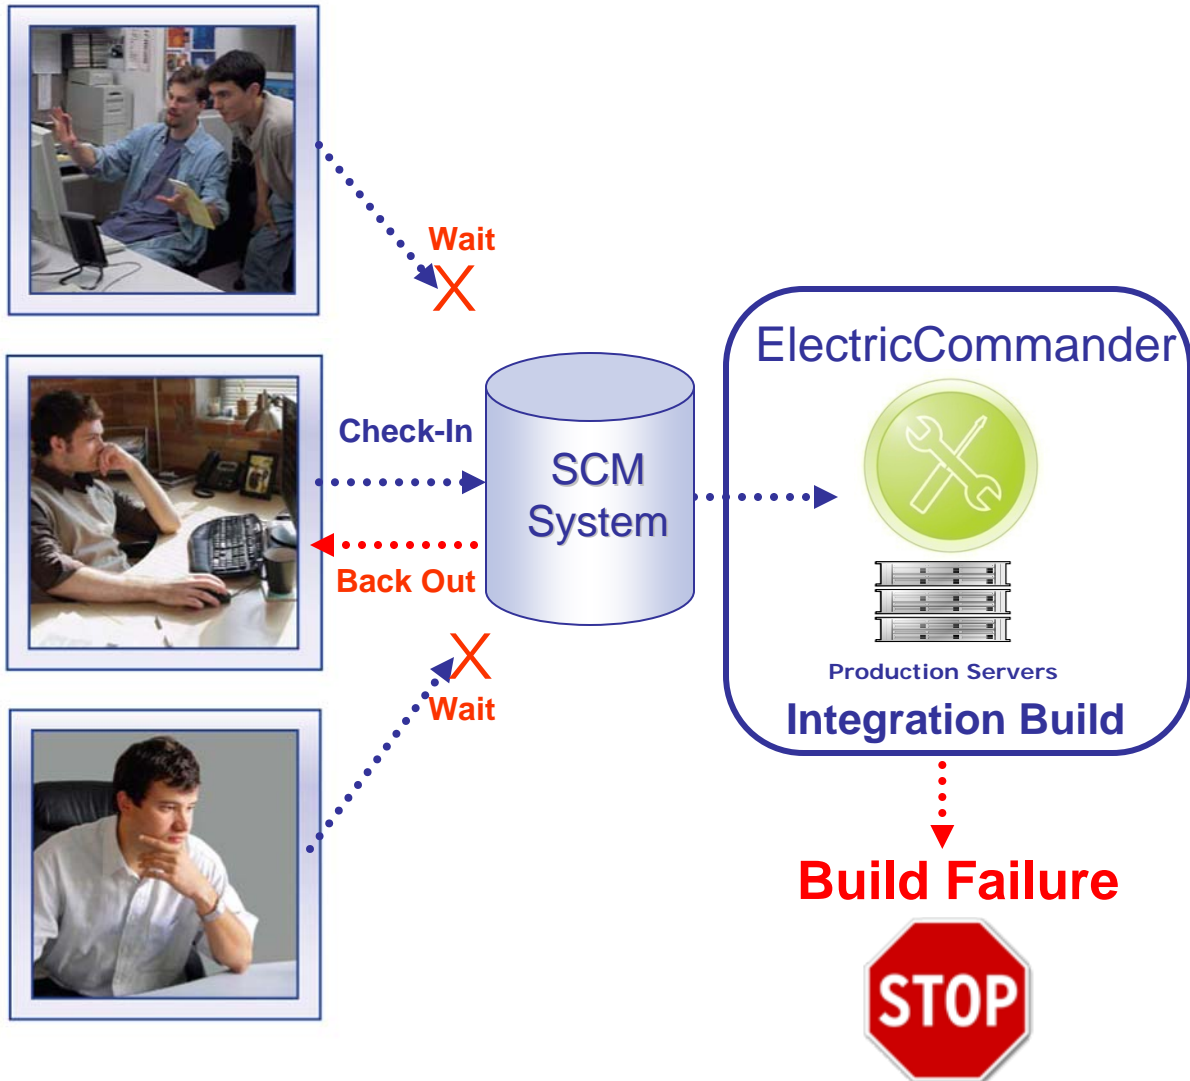 Wait
X
Check-In
Back Out
X
Wait
SCM
System
ElectricCommander
Production Servers
Integration Build
Build Failure
STOP